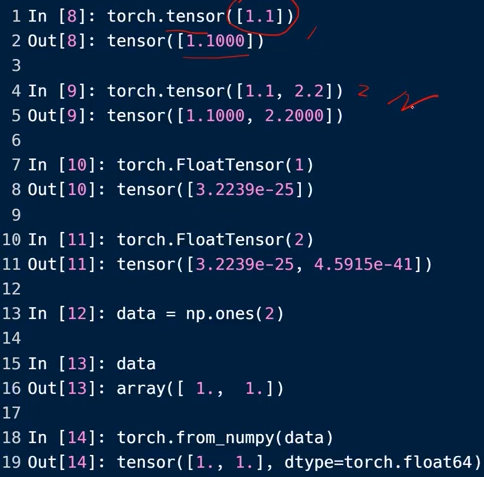 1 In [8]: torch.tensor([1.1])
2 Out[8]: tensor([1.1000])
3
4 In [9]: torch.tensor([1.1, 2.2]) 2
5 Out[9]: tensor([1.1000, 2.2000])
6
7 In [10]: torch.FloatTensor(1)
8 Out[10]: tensor([3.2239e-25])
9
10 In [11]: torch.FloatTensor(2)
11 Out[11]: tensor([3.2239e-25, 4.5915e-41])
12
13 In [12]: data = np.ones(2)
14
15 In [13]: data
16 Out[13]: array([ 1.,  1.])
17
18 In [14]: torch.from_numpy(data)
19 Out[14]: tensor([1., 1.], dtype=torch.float64)